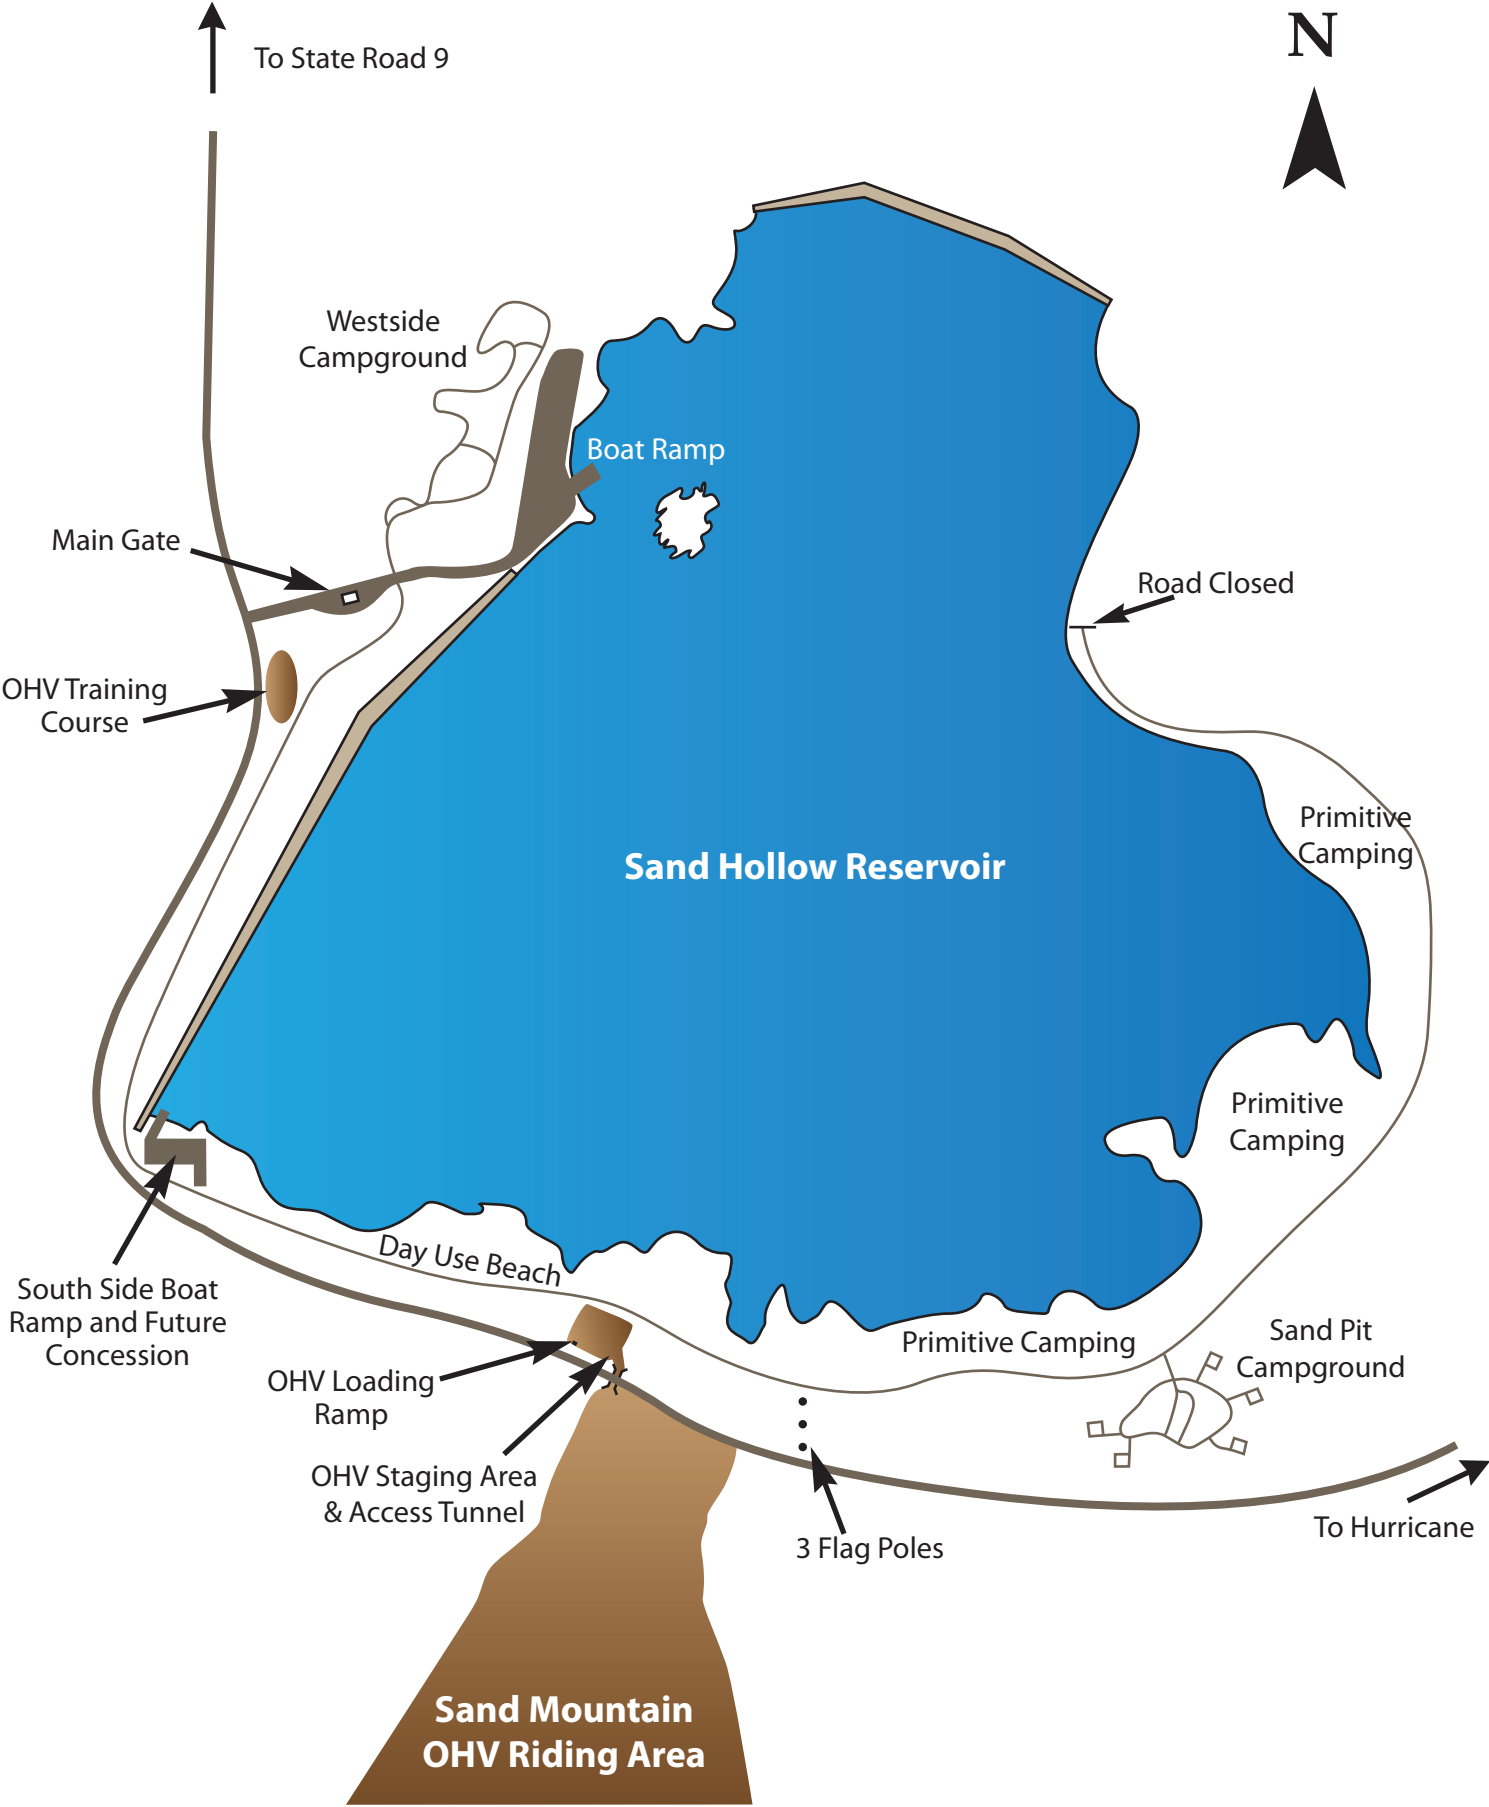 N
To State Road 9
Westside
Campground
Boat Ramp
Main Gate
Road Closed
OHV Training
Course
Primitive
Camping
Sand Hollow Reservoir
Primitive
Camping
Day Use Beach
South Side Boat
Ramp and Future
Concession
Primitive Camping
Sand Pit
Campground
OHV Loading
Ramp
OHV Staging Area
& Access Tunnel
3 Flag Poles
To Hurricane
Sand Mountain
OHV Riding Area